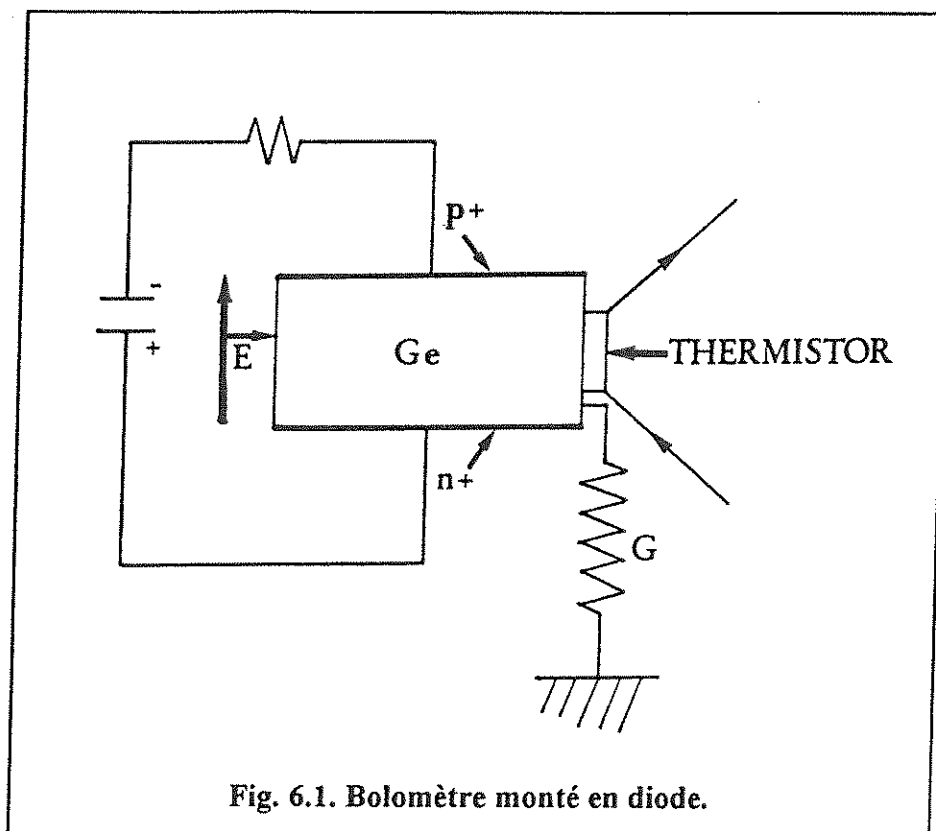 p+
-
+
E
Ge
THERMISTOR
n+
G
Fig. 6.1. Bolomètre monté en diode.